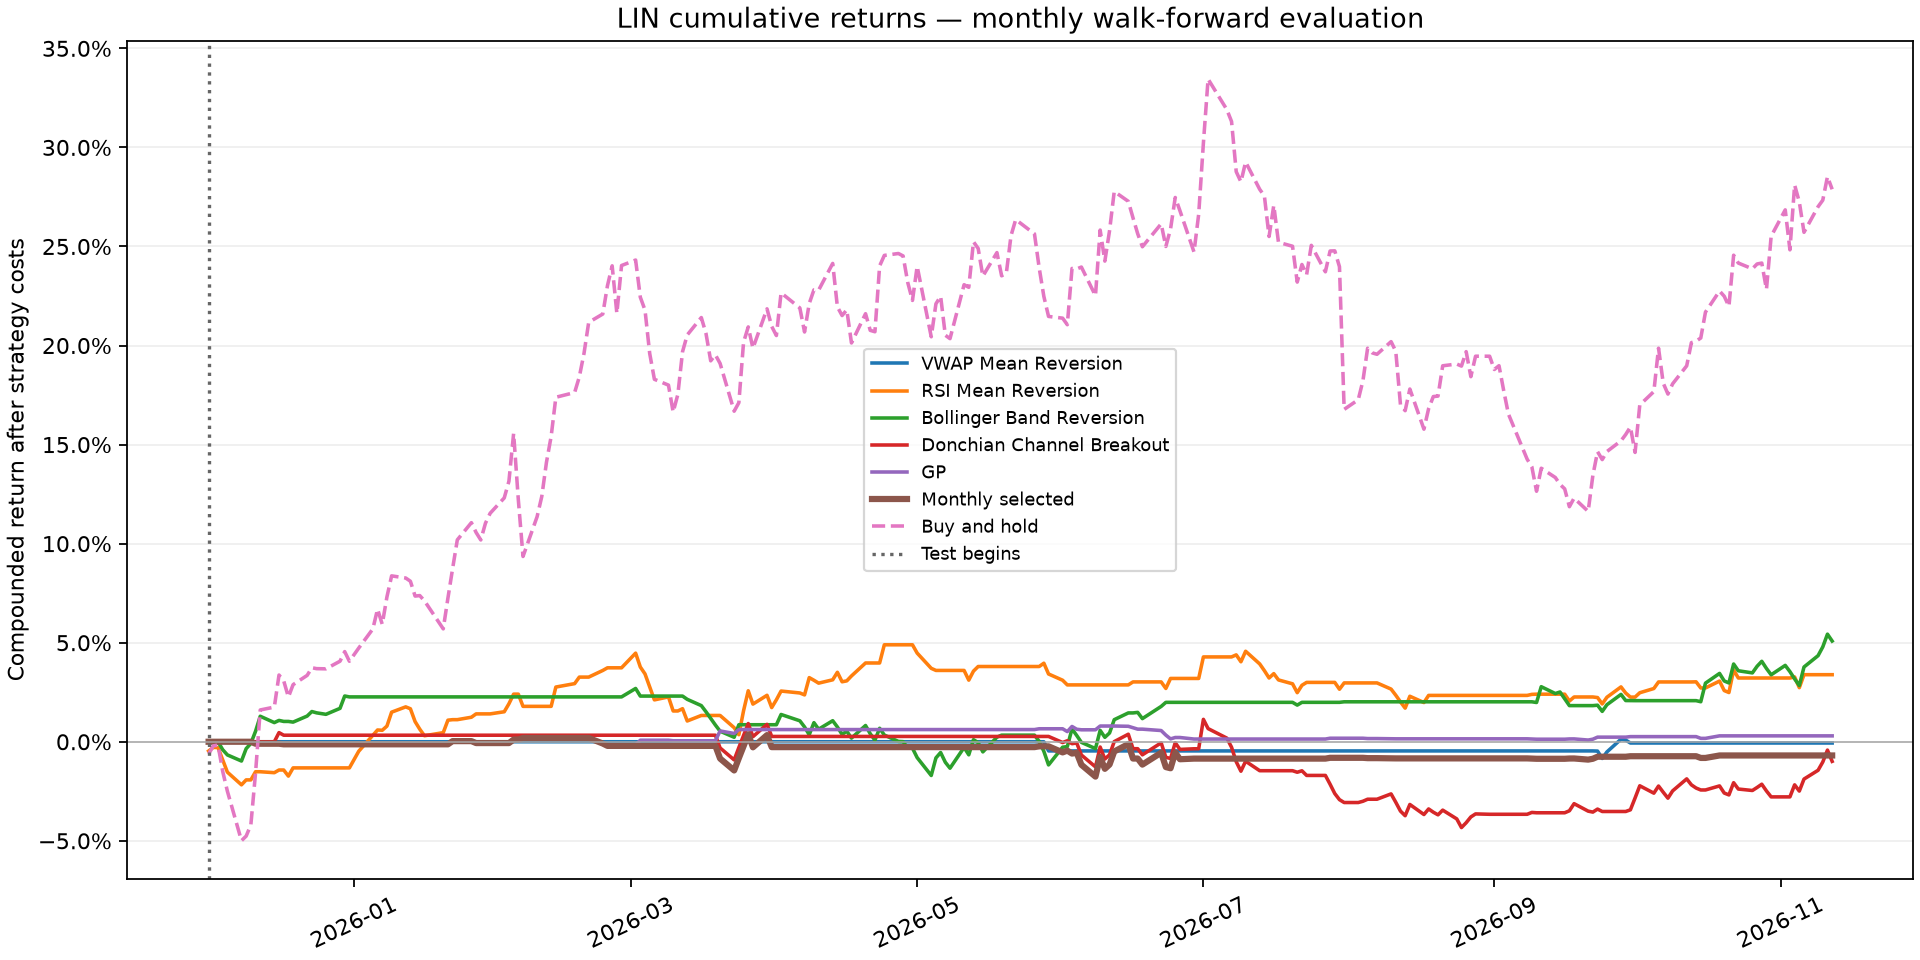 LIN cumulative returns — monthly walk-forward evaluation
Compounded return after strategy costs
35.0%
30.0%
25.0%
20.0%
15.0%
10.0%
5.0%
0.0%
−5.0%
VWAP Mean Reversion
RSI Mean Reversion
Bollinger Band Reversion
Donchian Channel Breakout
GP
Monthly selected
Buy and hold
Test begins
2026-01
2026-03
2026-05
2026-07
2026-09
2026-11